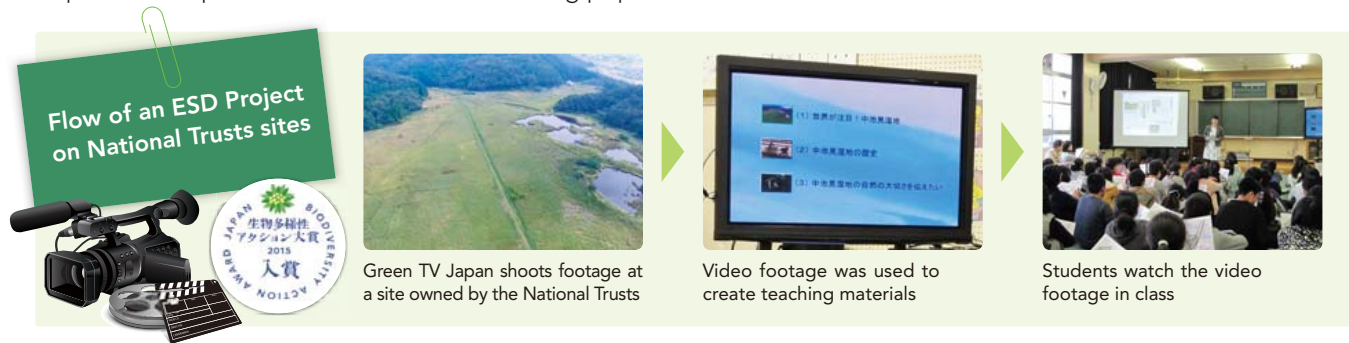 Flow of an ESD Project
on National Trusts sites
JAPAN BIODIVERSITY ACTION AWARD
生物多様性
アクション大賞
2015
入賞
(1) 世界が注目！中池見湿地
(2) 中池見湿地の歴史
(3) 中池見湿地の自然の大切さを伝えたい
Green TV Japan shoots footage at
a site owned by the National Trusts
Video footage was used to
create teaching materials
Students watch the video
footage in class